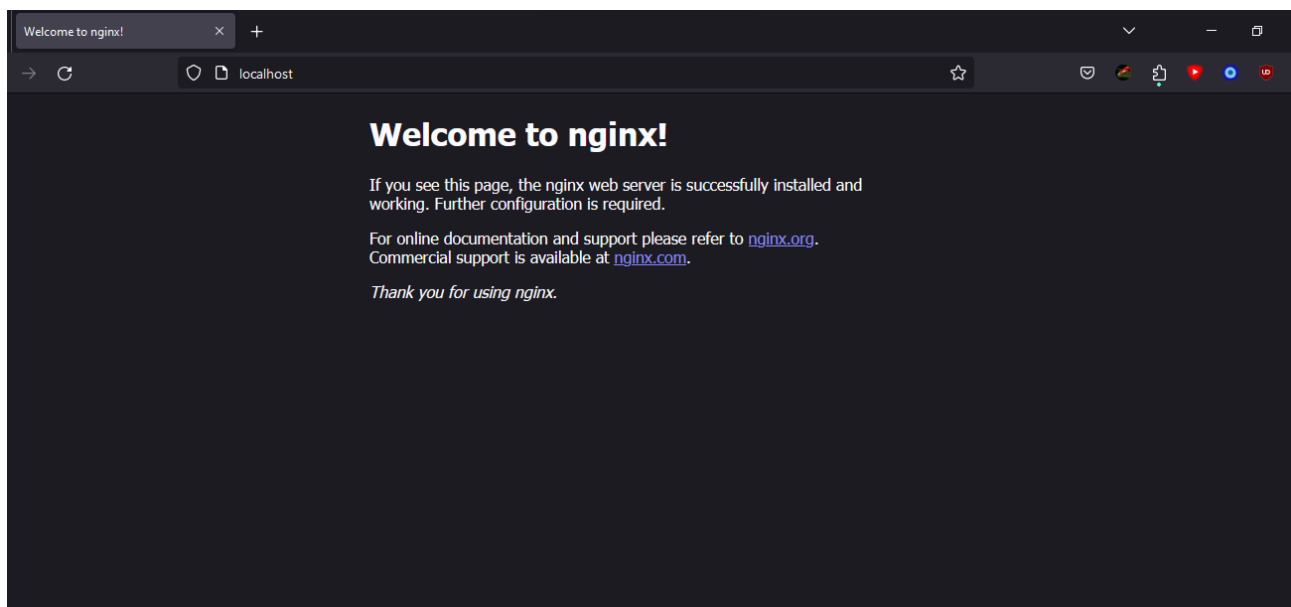 Welcome to nginx!
localhost
Welcome to nginx!
If you see this page, the nginx web server is successfully installed and
working. Further configuration is required.
For online documentation and support please refer to nginx.org.
Commercial support is available at nginx.com.
Thank you for using nginx.